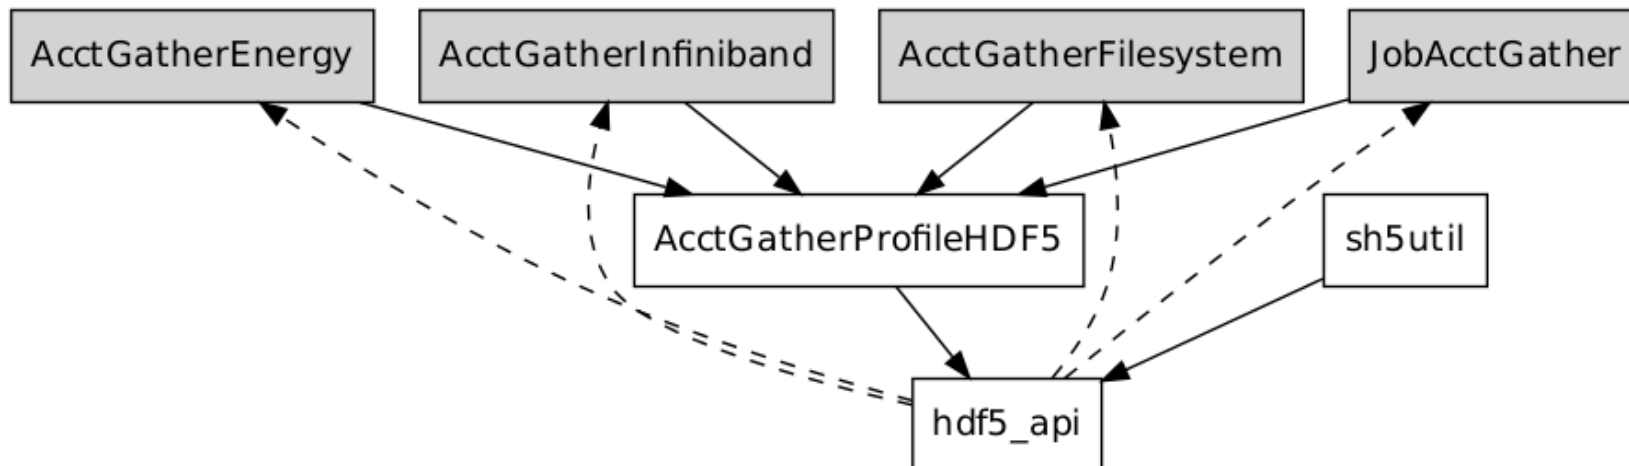 AcctGatherEnergy
AcctGatherInfiniband
AcctGatherFilesystem
JobAcctGather
AcctGatherProfileHDF5
sh5util
hdf5_api